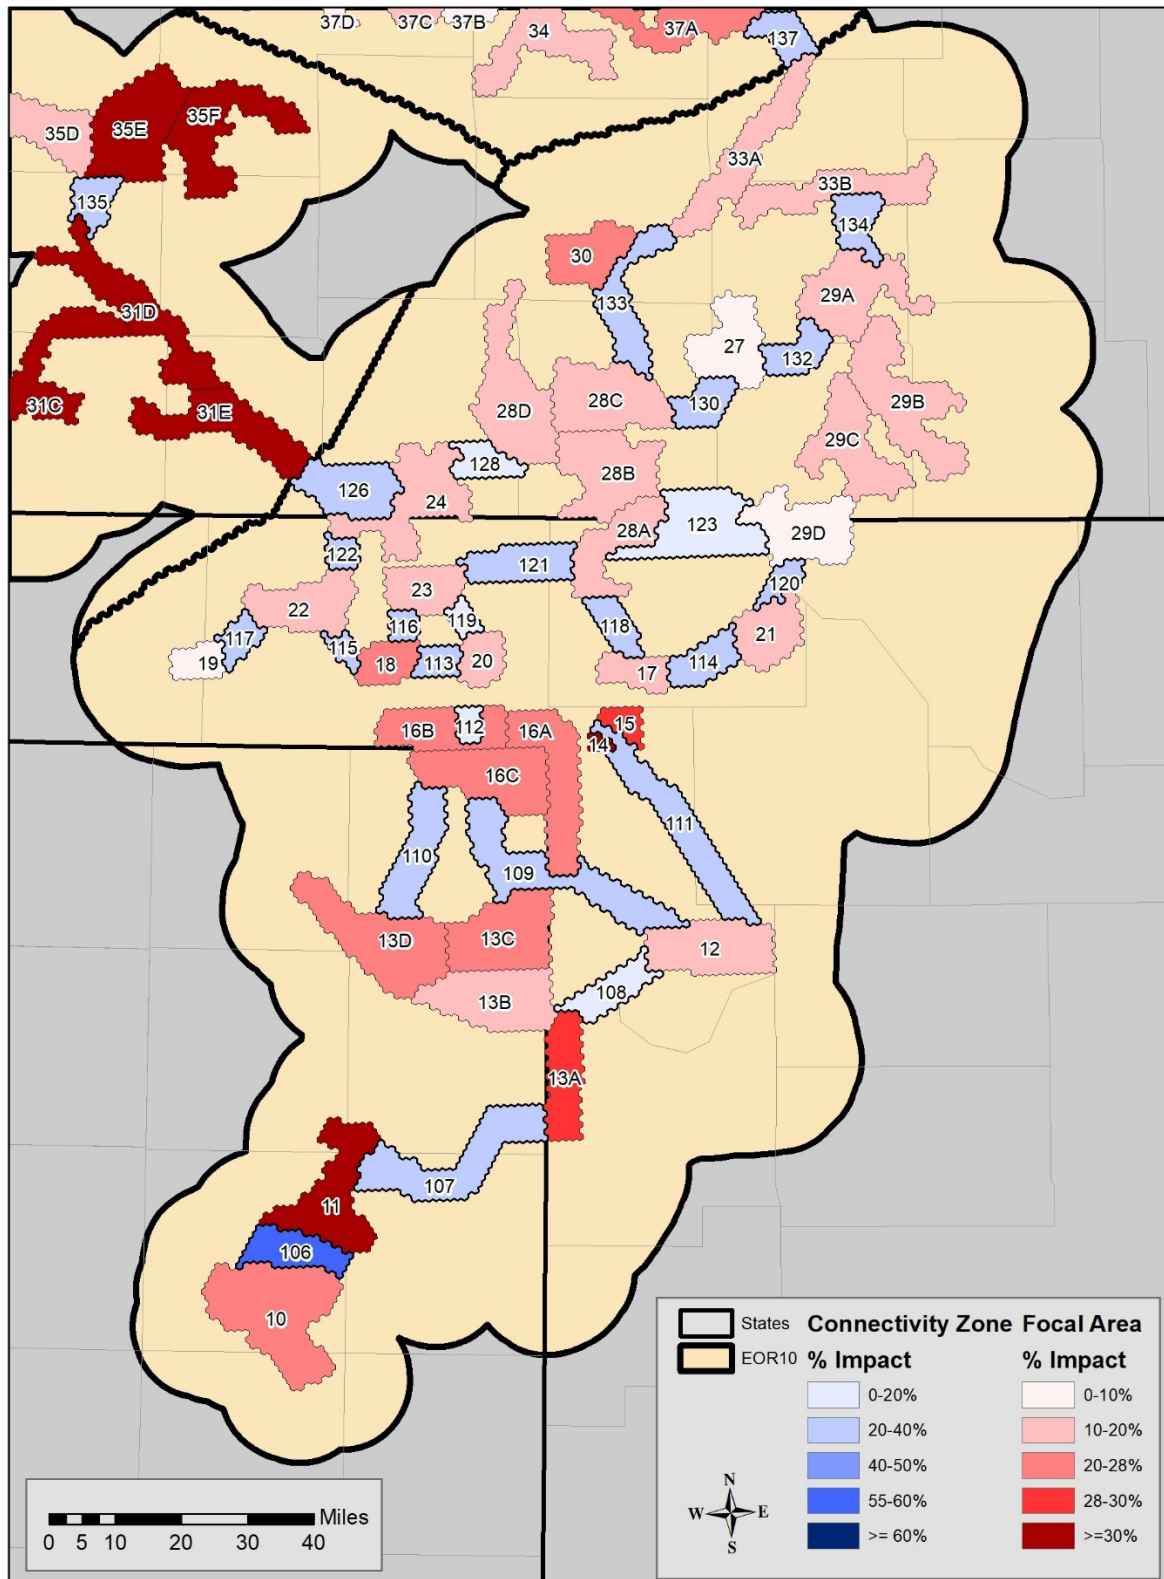 37D
37C
37B
34
37A
137
35D
35E
35F
33A
33B
135
134
30
133
29A
31D
27
132
31C
31E
28D
28C
130
29B
29C
128
28B
126
24
123
28A
29D
122
121
120
23
22
119
118
117
116
21
115
19
18
113
20
17
114
16B
112
16A
15
14
16C
111
110
109
13D
13C
12
13B
108
13A
107
11
106
10
States
EOR10
Connectivity Zone
% Impact
0-20%
20-40%
40-50%
55-60%
>= 60%
Focal Area
% Impact
0-10%
10-20%
20-28%
28-30%
>=30%
N
W E
S
Miles
0 5 10 20 30 40